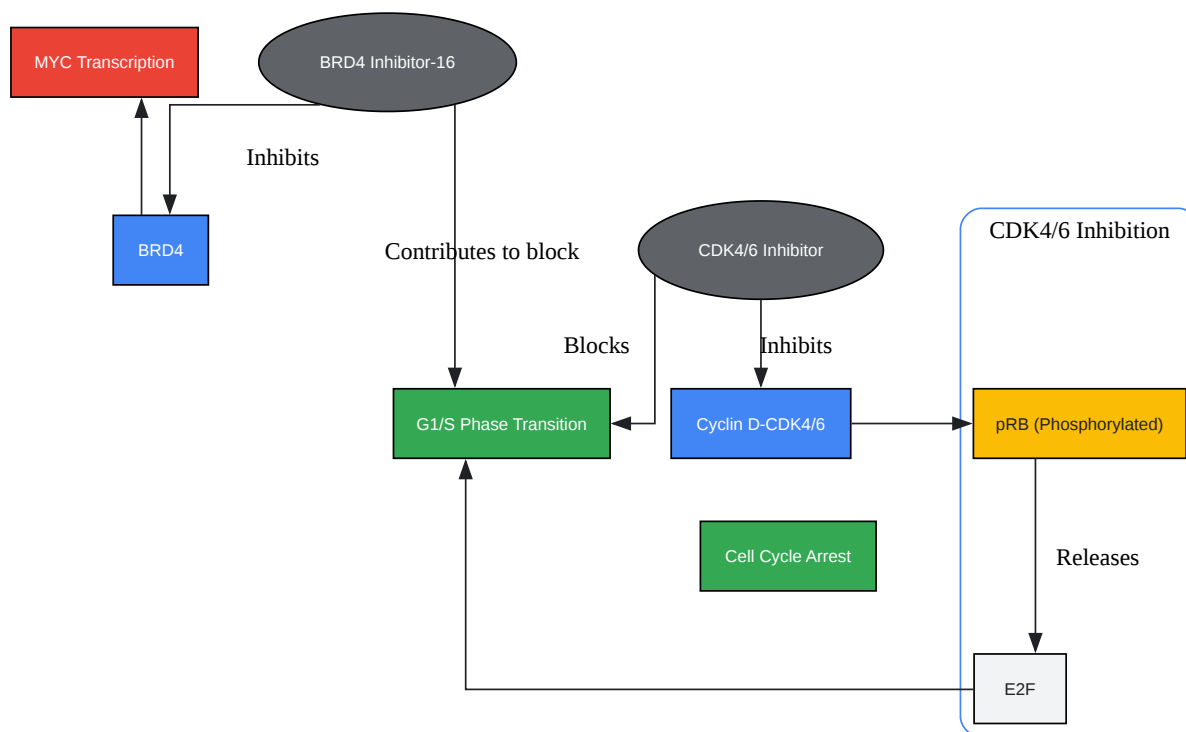 MYC Transcription
BRD4 Inhibitor-16
Inhibits
BRD4
Contributes to block
CDK4/6 Inhibitor
CDK4/6 Inhibition
Blocks
Inhibits
G1/S Phase Transition
Cyclin D-CDK4/6
pRB (Phosphorylated)
Cell Cycle Arrest
Releases
E2F